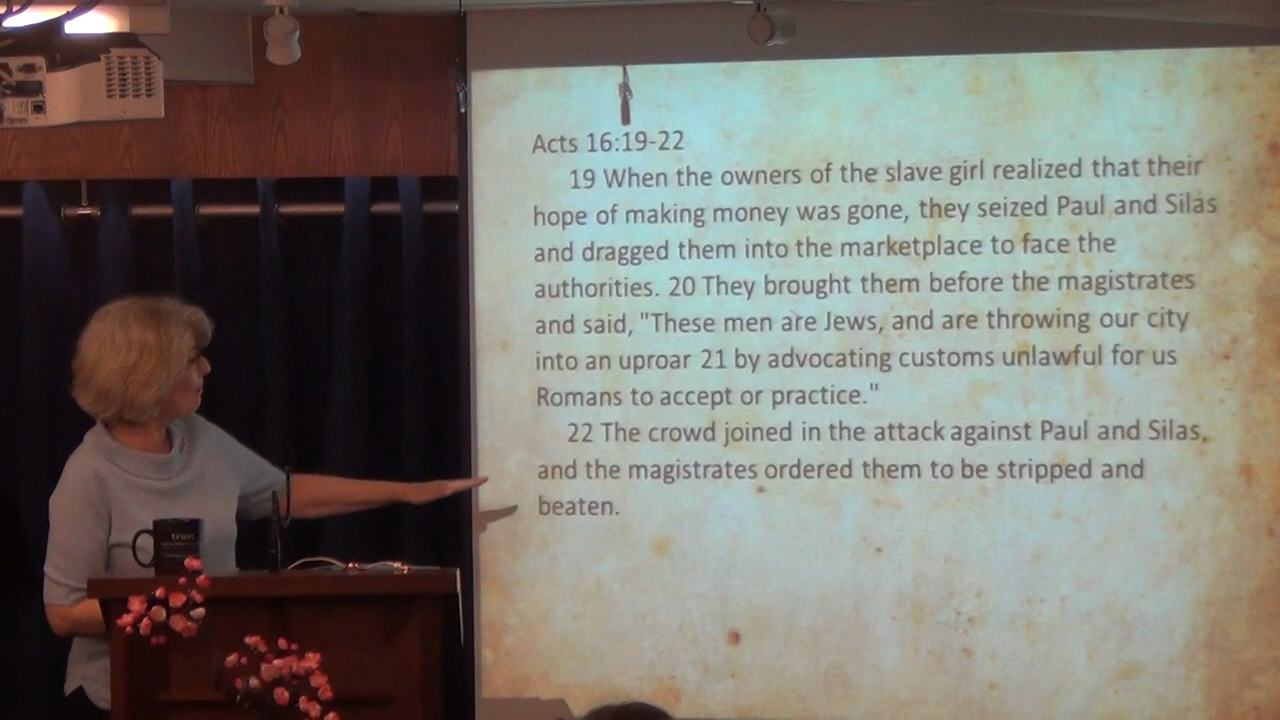 Acts 16:19-22
19 When the owners of the slave girl realized that their
hope of making money was gone, they seized Paul and Silas
and dragged them into the marketplace to face the
authorities. 20 They brought them before the magistrates
and said, "These men are Jews, and are throwing our city
into an uproar 21 by advocating customs unlawful for us
Romans to accept or practice."
22 The crowd joined in the attack against Paul and Silas,
and the magistrates ordered them to be stripped and
beaten.
Trust